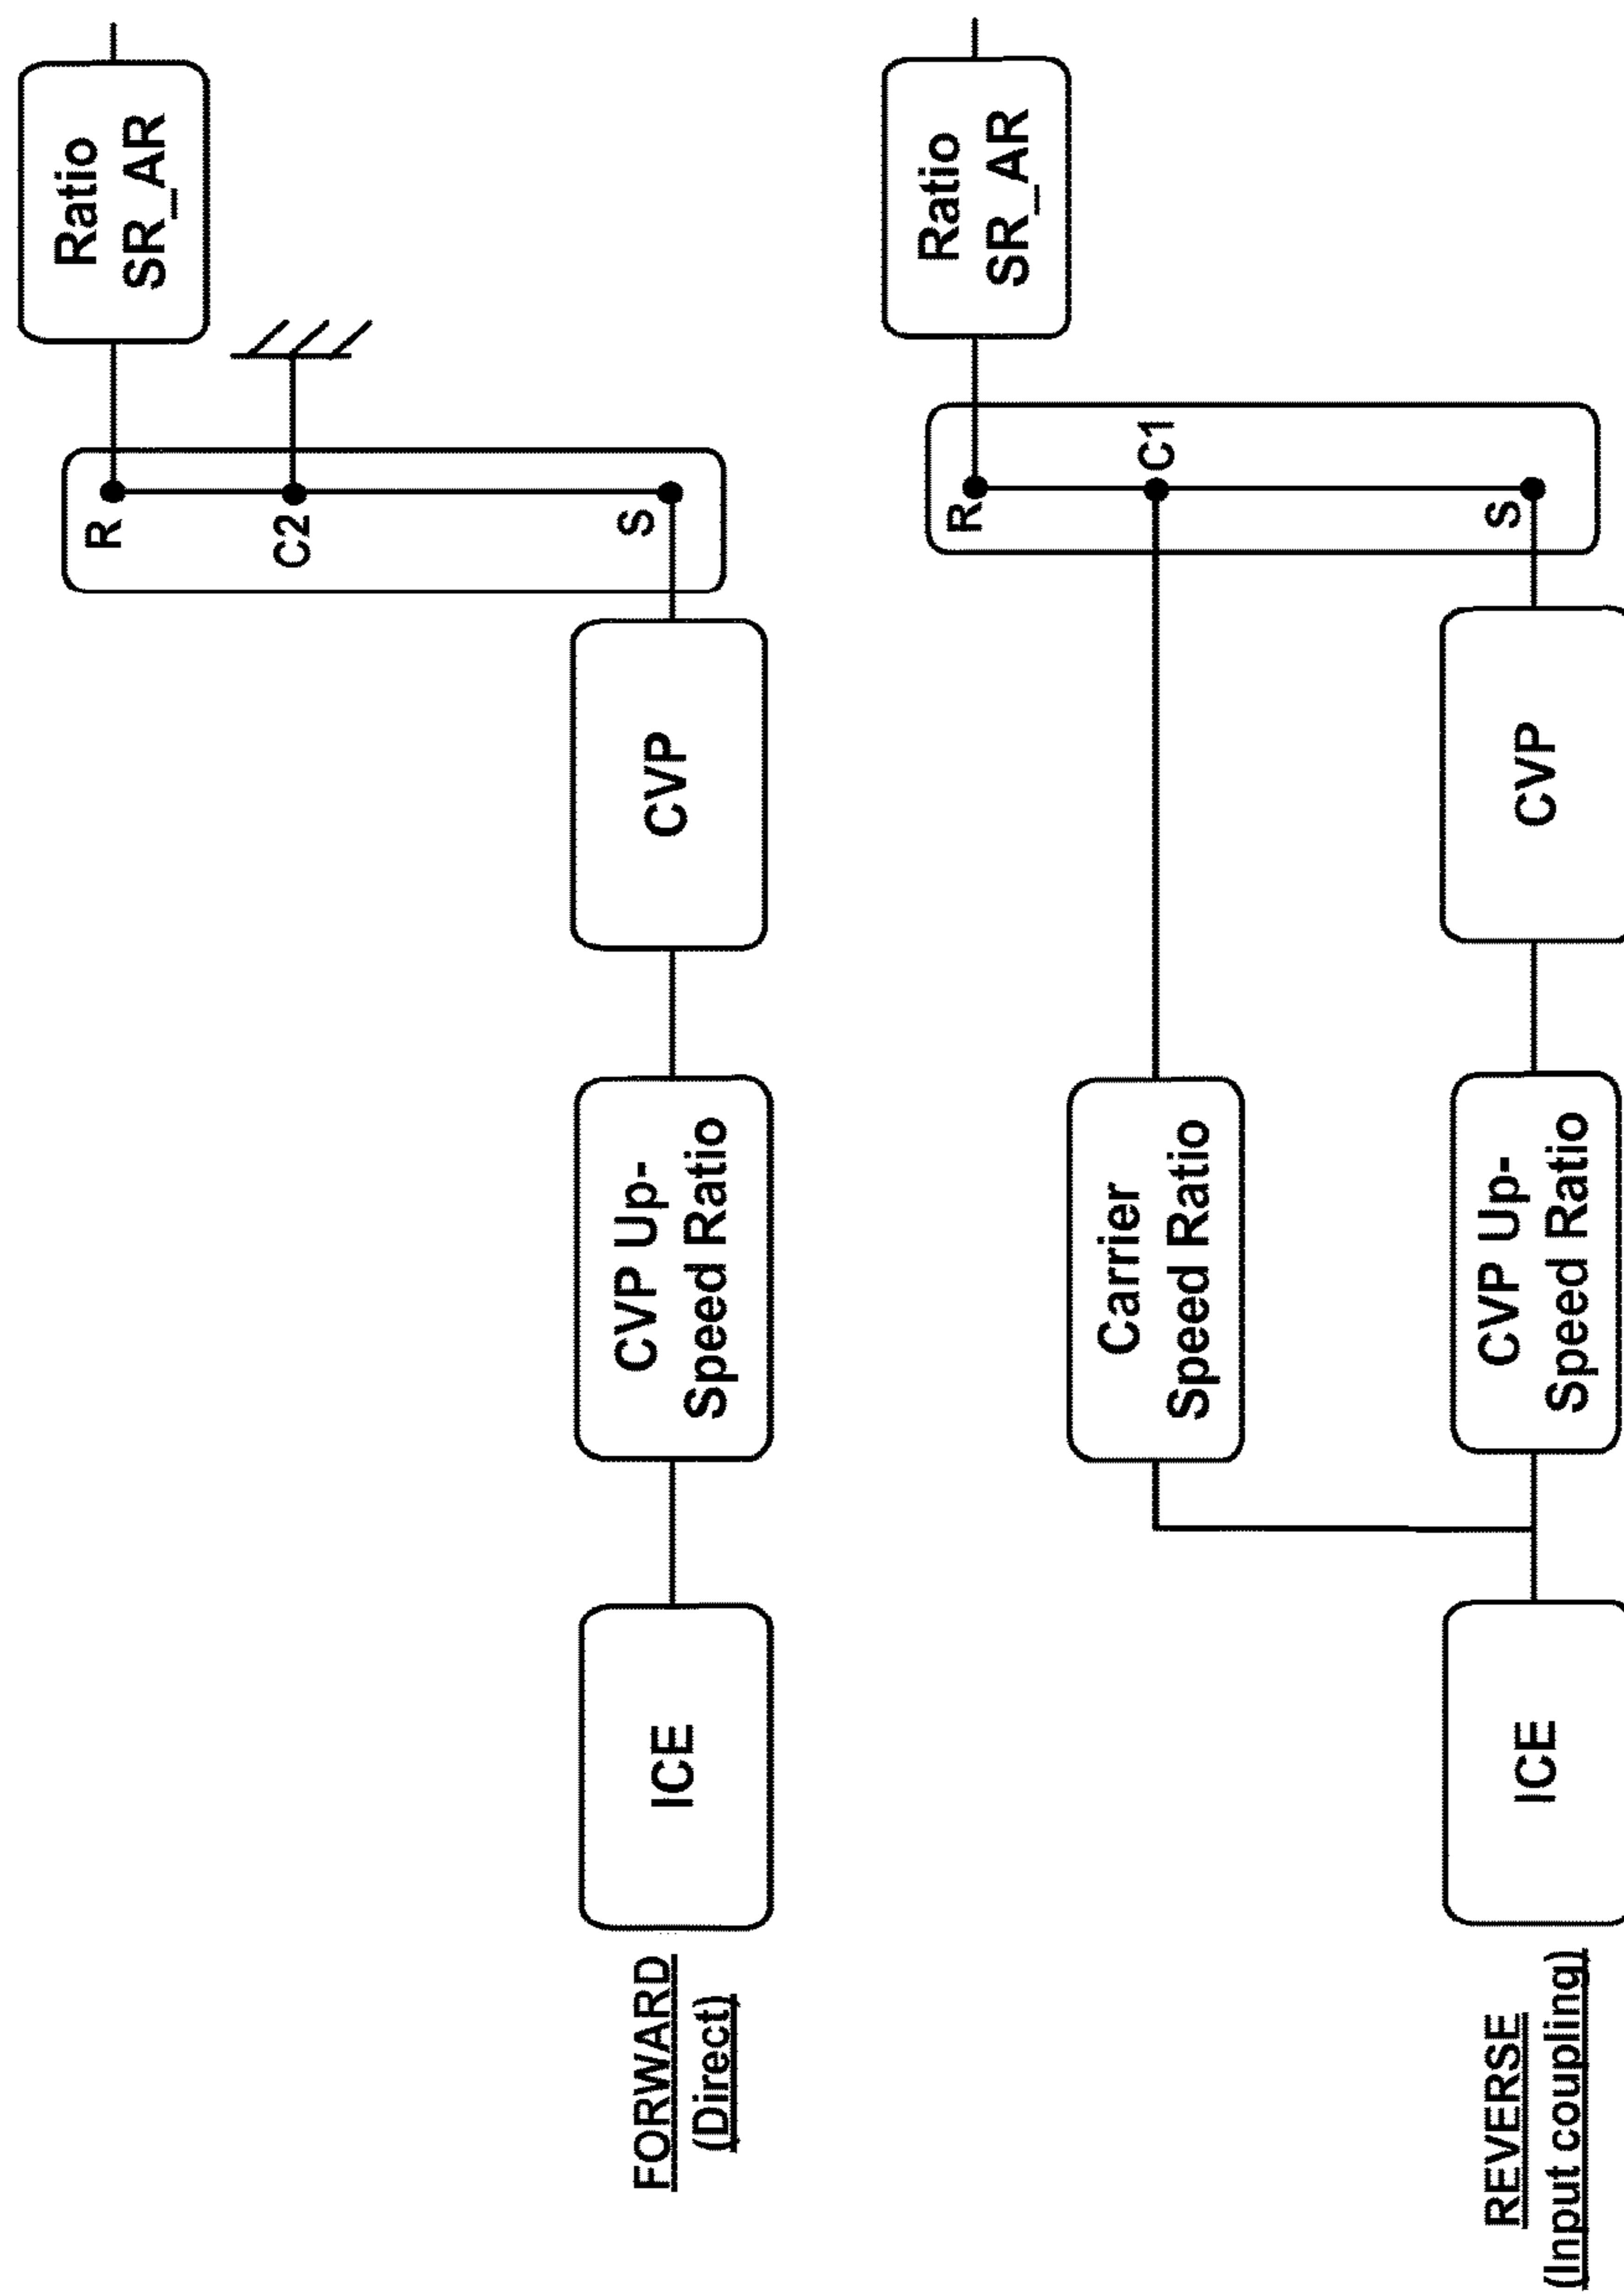 FORWARD
(Direct)
ICE
CVP Up-
Speed Ratio
CVP
R
C2
S
Ratio
SR_AR
REVERSE
(Input coupling)
ICE
Carrier
Speed Ratio
CVP Up-
Speed Ratio
CVP
R
C1
S
Ratio
SR_AR